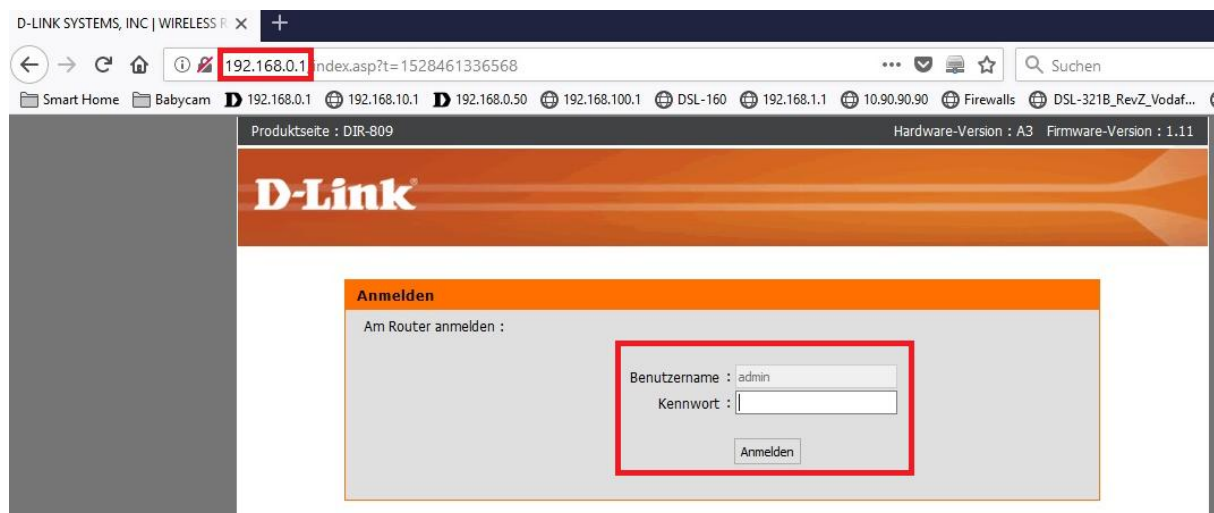 D-LINK SYSTEMS, INC | WIRELESS R
192.168.0.1/index.asp?t=1528461336568
Suchen
Smart Home Babycam 192.168.0.1 192.168.10.1 192.168.0.50 192.168.100.1 DSL-160 192.168.1.1 10.90.90.90 Firewalls DSL-321B_RevZ_Vodaf...
Produktseite : DIR-809 Hardware-Version : A3 Firmware-Version : 1.11
D-Link®
Anmelden
Am Router anmelden :
Benutzername : admin
Kennwort :
Anmelden